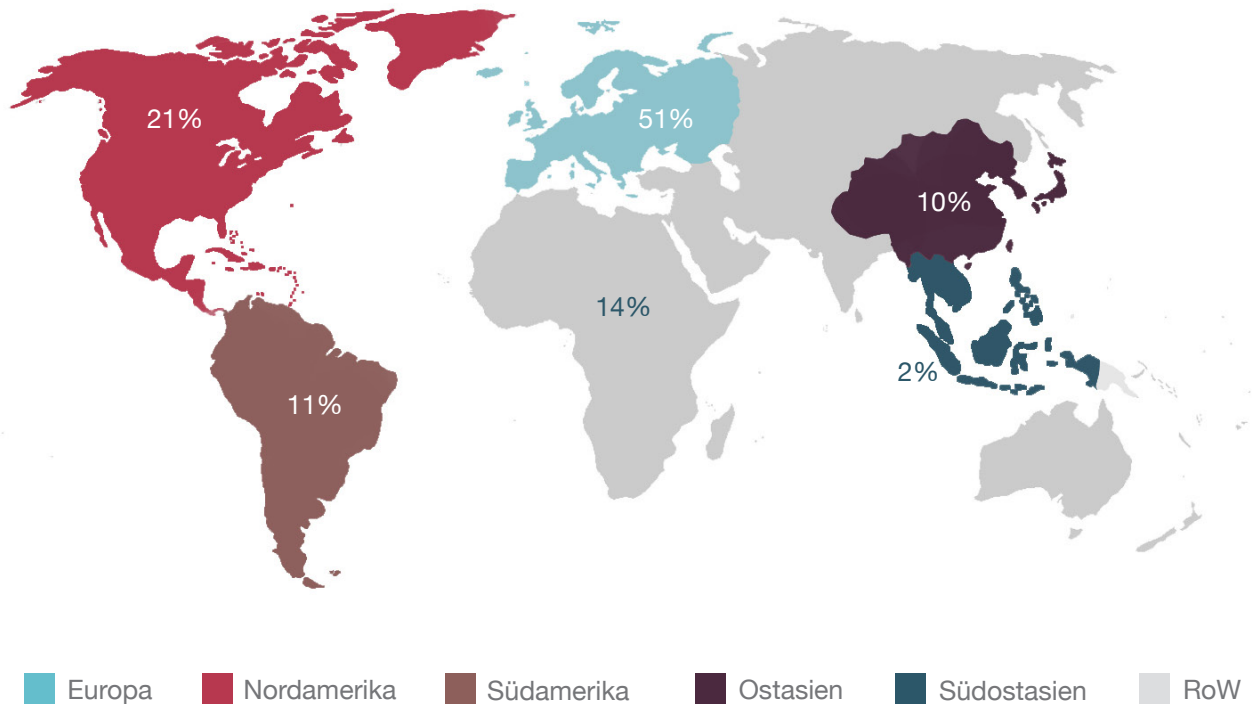 21%
51%
10%
14%
2%
11%
Europa
Nordamerika
Südamerika
Ostasien
Südostasien
RoW